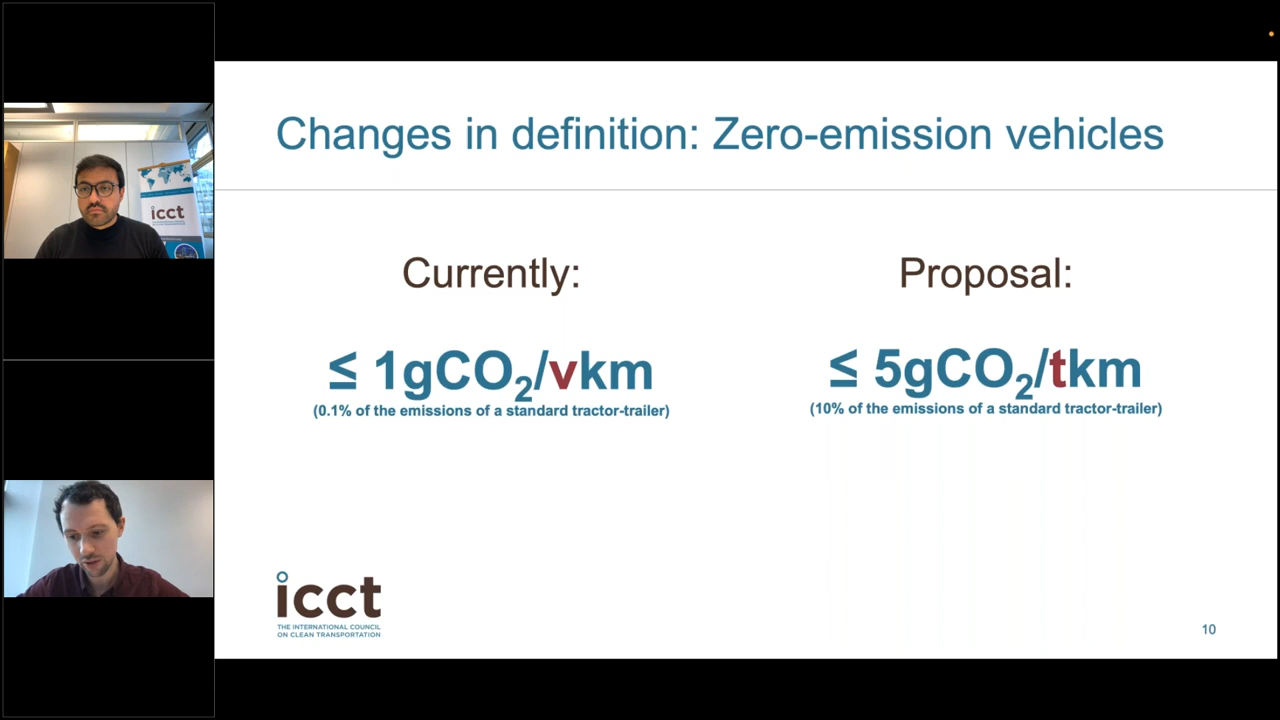 Changes in definition: Zero-emission vehicles
Currently:
≤ 1gCO₂/vkm
(0.1% of the emissions of a standard tractor-trailer)
Proposal:
≤ 5gCO₂/tkm
(10% of the emissions of a standard tractor-trailer)
icct
THE INTERNATIONAL COUNCIL
ON CLEAN TRANSPORTATION
10
icct